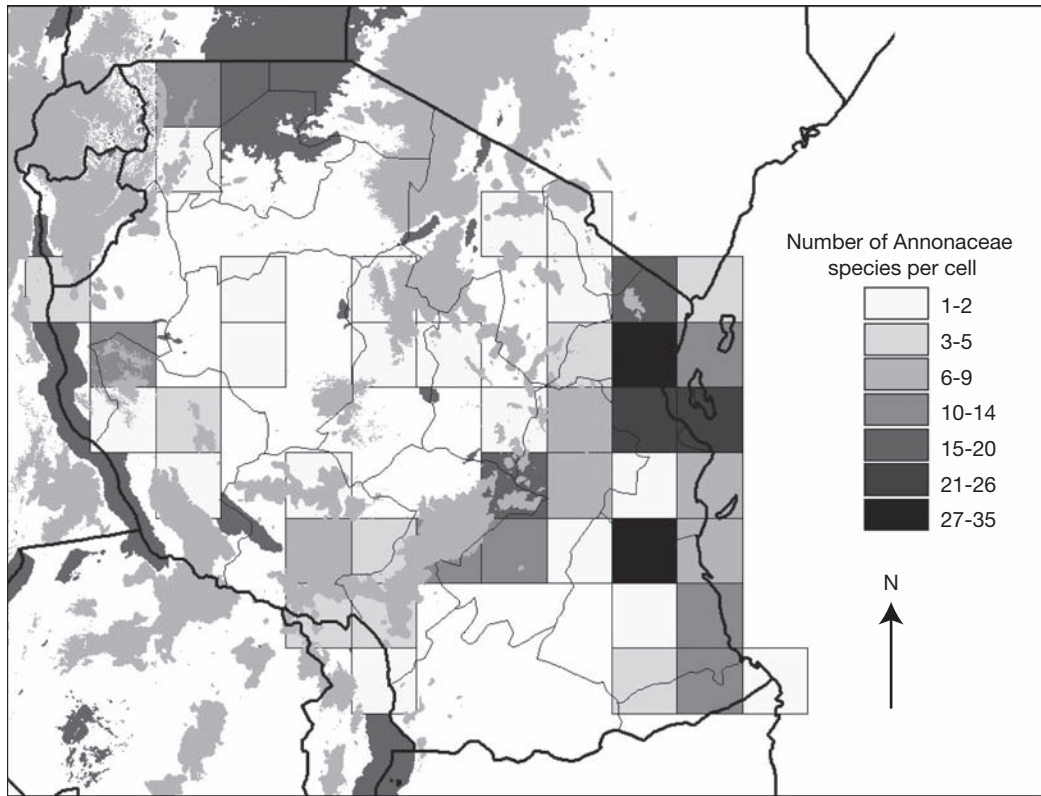 Number of Annonaceae
species per cell
1-2
3-5
6-9
10-14
15-20
21-26
27-35
N